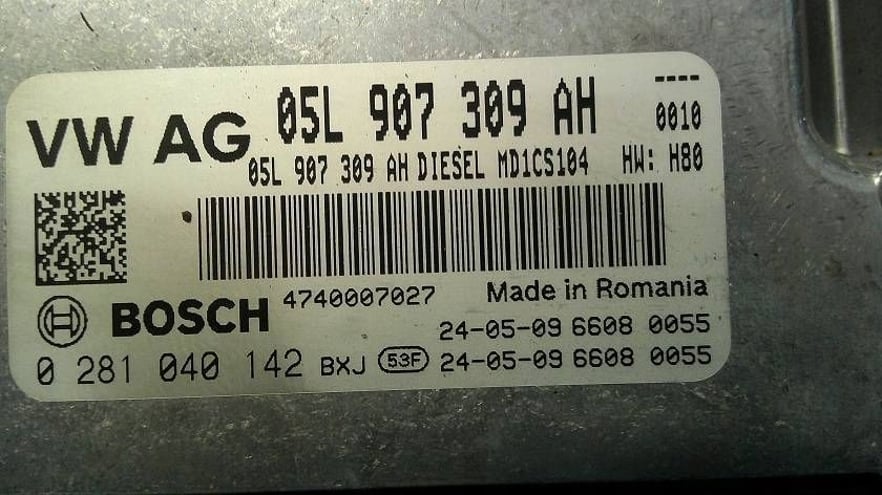 VW AG 05L 907 309 AH ----
0010
05L 907 309 AH DIESEL MD1CS104 HW: H80
BOSCH 4740007027 Made in Romania
24-05-09 6608 0055
0 281 040 142 BXJ 53F 24-05-09 6608 0055